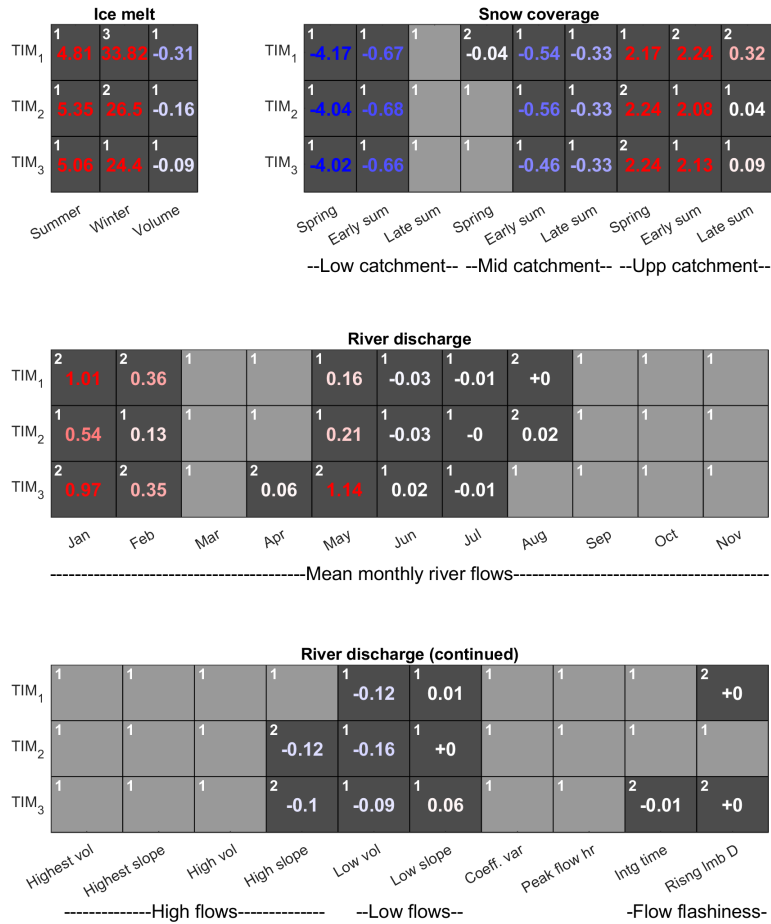 Ice melt
1 3 1
TIM1 4.81 33.82 -0.31
1 2 1
TIM2 5.35 26.5 -0.16
1 1 1
TIM3 5.06 24.4 -0.09
Summer Winter Volume
Snow coverage
1 1 1 2 1 1 1 2 2
TIM1 -4.17 -0.67 -0.04 -0.54 -0.33 2.17 2.24 0.32
1 1 1 1 1 1 2 2 1
TIM2 -4.04 -0.68 -0.56 -0.33 2.24 2.08 0.04
1 1 1 1 1 1 2 1 2
TIM3 -4.02 -0.66 -0.46 -0.33 2.24 2.13 0.09
Spring Early sum Late sum Spring Early sum Late sum Spring Early sum Late sum
--Low catchment-- --Mid catchment-- --Upp catchment--
River discharge
2 2 1 1 1 1 1 2 1 1 1
TIM1 1.01 0.36 0.16 -0.03 -0.01 +0
1 1 1 1 1 1 1 2 1 1 1
TIM2 0.54 0.13 0.21 -0.03 -0 0.02
2 2 1 2 2 1 1 1 1 1 1
TIM3 0.97 0.35 0.06 1.14 0.02 -0.01
Jan Feb Mar Apr May Jun Jul Aug Sep Oct Nov
------------------------------------------Mean monthly river flows------------------------------------------
River discharge (continued)
1 1 1 1 1 1 1 1 1 2
TIM1 -0.12 0.01 +0
1 1 1 2 1 1 1 1 1 1
TIM2 -0.12 -0.16 +0
1 1 1 2 1 1 1 1 2 2
TIM3 -0.1 -0.09 0.06 -0.01 +0
Highest vol Highest slope High vol High slope Low vol Low slope Coeff. var Peak flow hr Intg time Risng lmb D
--------------High flows-------------- --Low flows-- -Flow flashiness-